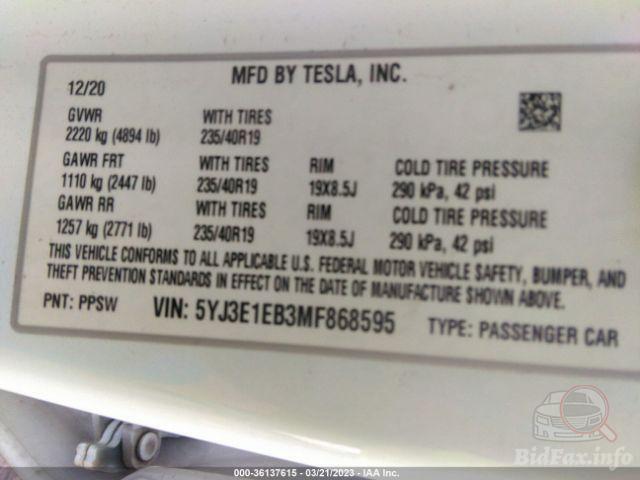 12/20
MFD BY TESLA, INC.
GVWR
WITH TIRES
2220 kg (4894 lb)
235/40R19
GAWR FRT
WITH TIRES
RIM
COLD TIRE PRESSURE
1110 kg (2447 lb)
235/40R19
19X8.5J
290 kPa, 42 psi
GAWR RR
WITH TIRES
RIM
COLD TIRE PRESSURE
1257 kg (2771 lb)
235/40R19
19X8.5J
290 kPa, 42 psi
THIS VEHICLE CONFORMS TO ALL APPLICABLE U.S. FEDERAL MOTOR VEHICLE SAFETY, BUMPER, AND
THEFT PREVENTION STANDARDS IN EFFECT ON THE DATE OF MANUFACTURE SHOWN ABOVE.
PNT: PPSW
VIN: 5YJ3E1EB3MF868595
TYPE: PASSENGER CAR
BidFax.info
000-36137615 - 03/21/2023 - IAA Inc.